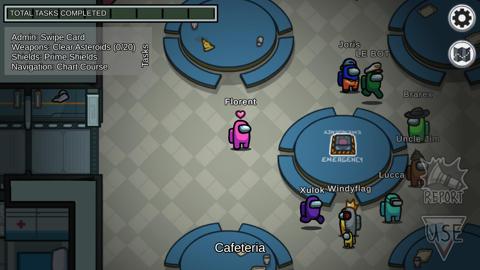 TOTAL TASKS COMPLETED
Admin: Swipe Card
Weapons: Clear Asteroids (0/20)
Shields: Prime Shields
Navigation: Chart Course
Tasks
Joris
LE BOT
Brares
Florent
EMERGENCY
Uncle Jim
Lucca
REPORT
Xulok
Windyflag
USE
Cafeteria